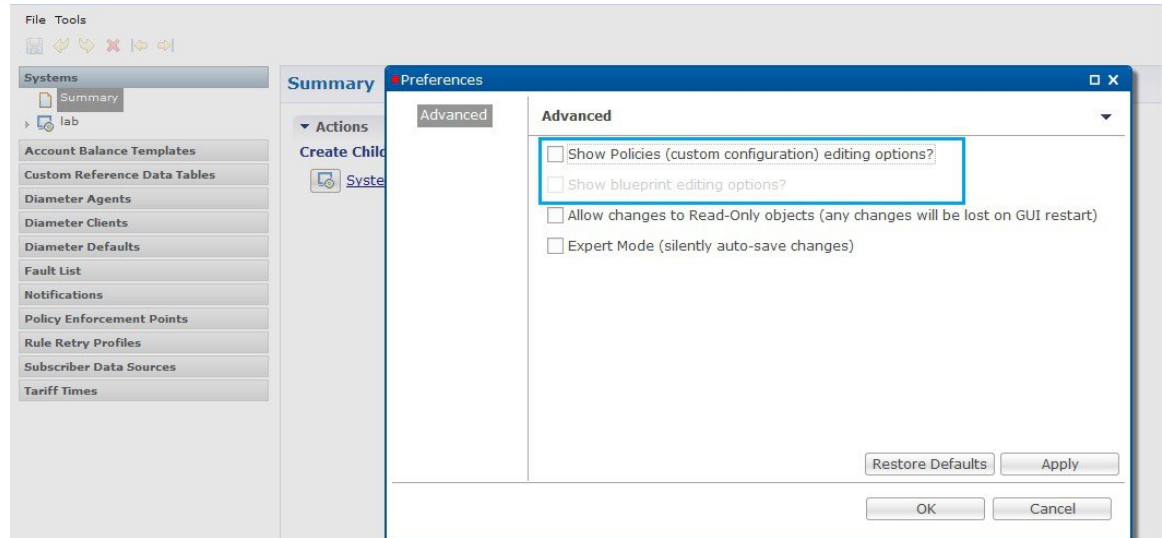 File Tools
Systems
Summary
lab
Account Balance Templates
Custom Reference Data Tables
Diameter Agents
Diameter Clients
Diameter Defaults
Fault List
Notifications
Policy Enforcement Points
Rule Retry Profiles
Subscriber Data Sources
Tariff Times
Summary
Actions
Create Child
Syste
Preferences
Advanced
Advanced
Show Policies (custom configuration) editing options?
Show blueprint editing options?
Allow changes to Read-Only objects (any changes will be lost on GUI restart)
Expert Mode (silently auto-save changes)
Restore Defaults Apply
OK Cancel